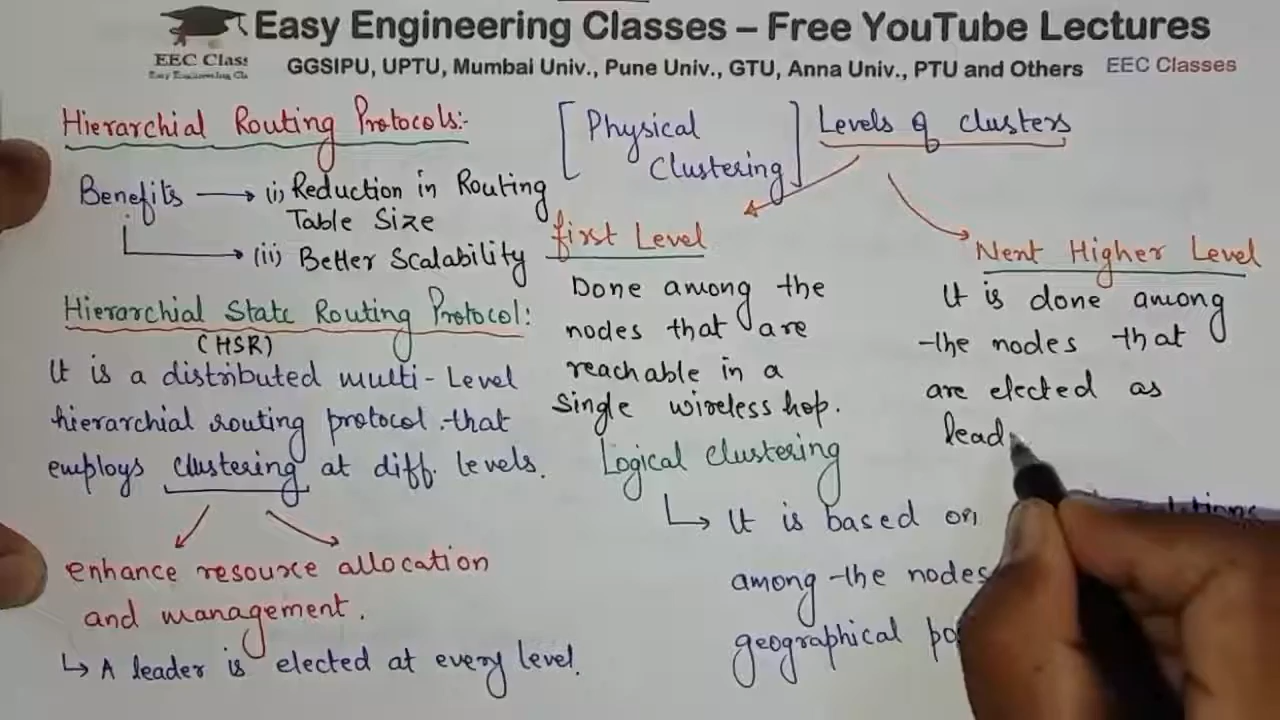 Easy Engineering Classes – Free YouTube Lectures
EEC Class
Easy Engineering Cla
GGSIPU, UPTU, Mumbai Univ., Pune Univ., GTU, Anna Univ., PTU and Others
EEC Classes
Hierarchial Routing Protocols:-
Benefits → (i) Reduction in Routing
Table Size
→ (ii) Better Scalability
Hierarchial State Routing Protocol:
(HSR)
It is a distributed multi-Level
hierarchial routing protocol that
employs clustering at diff. levels.
enhance resource allocation
and management.
↳ A leader is elected at every level.
[Physical
Clustering]
Levels of clusters
first Level
Done among the
nodes that are
reachable in a
Single wireless hop.
Logical Clustering
↳ It is based on
among the nodes
geographical
Next Higher Level
It is done among
the nodes that
are elected as
lead